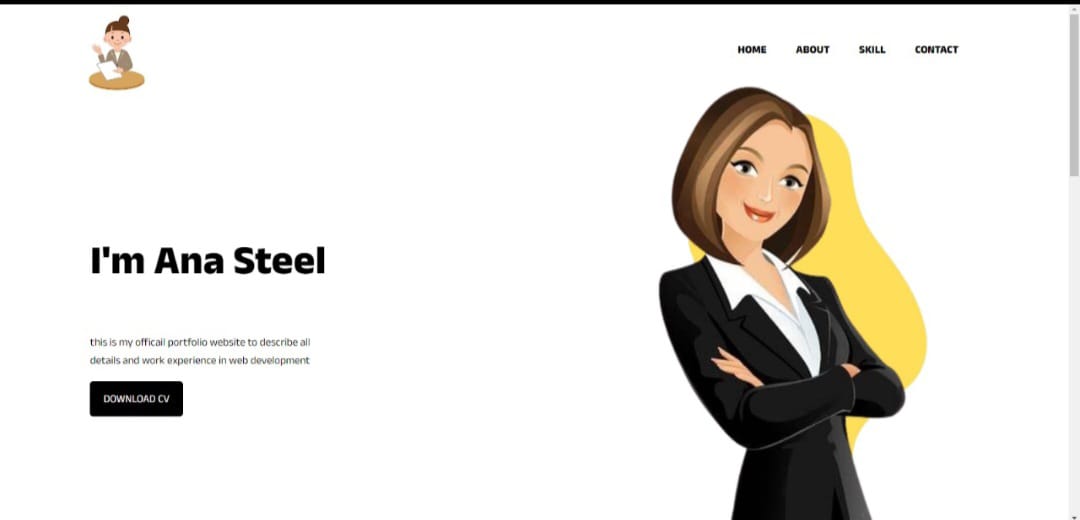 HOME ABOUT SKILL CONTACT
I'm Ana Steel
this is my officail portfolio website to describe all
details and work experience in web development
DOWNLOAD CV